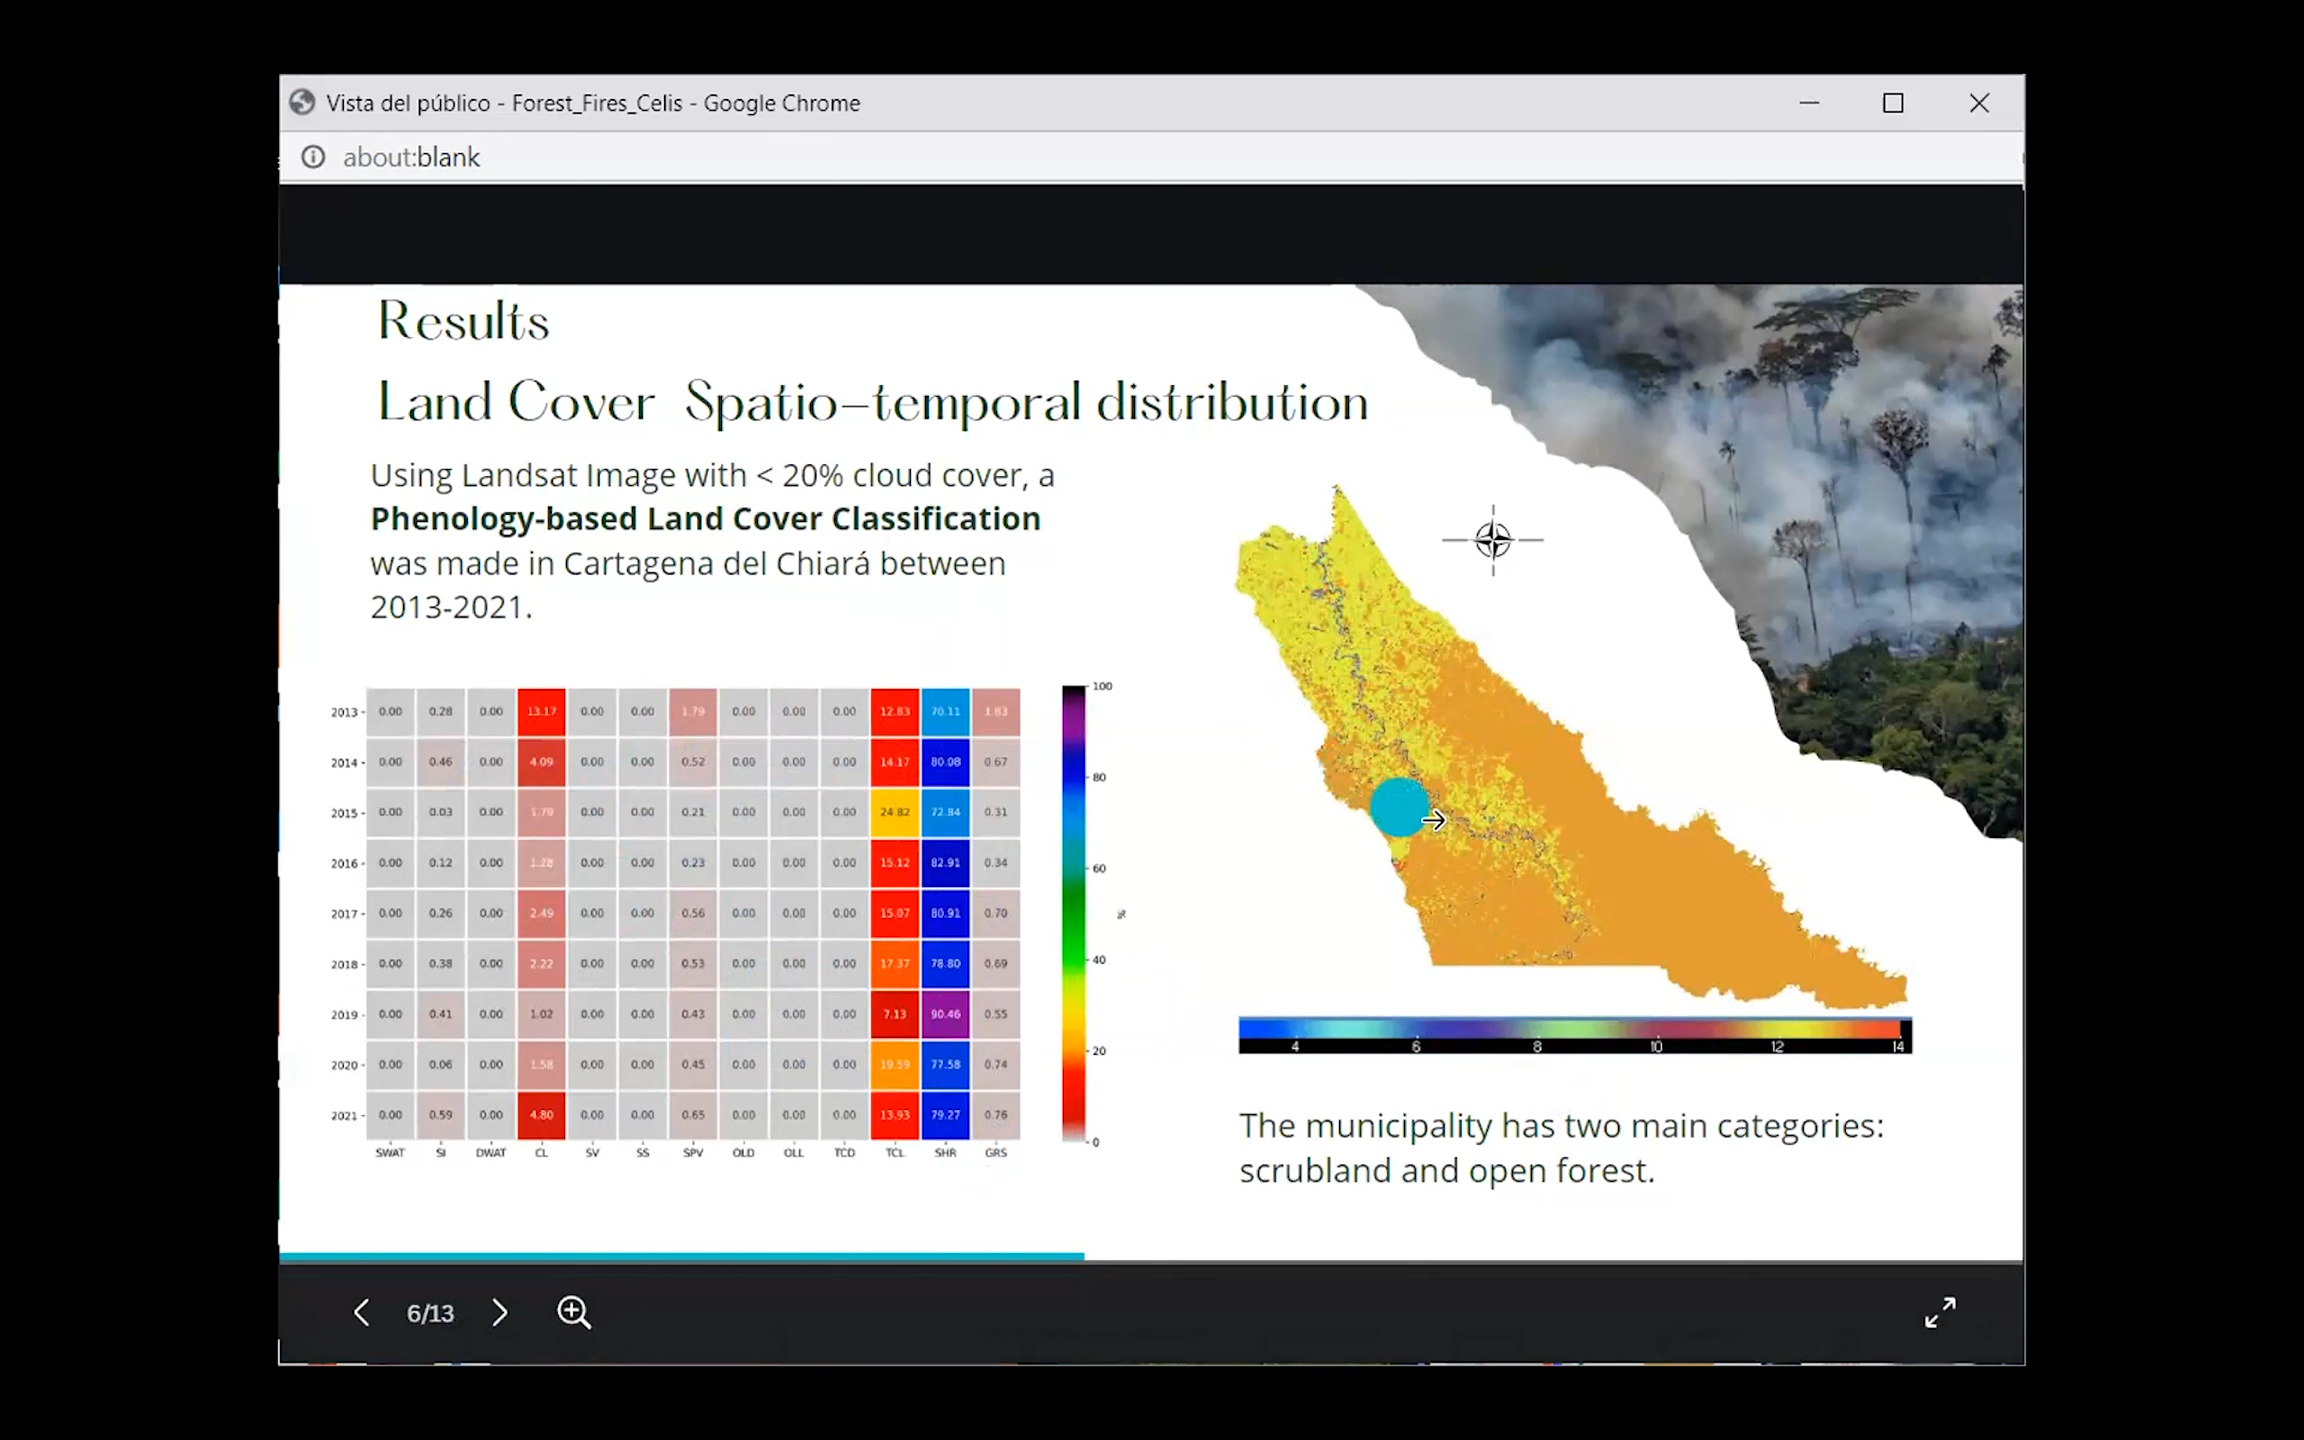 Vista del público - Forest_Fires_Celis - Google Chrome
about:blank
Results
Land Cover Spatio-temporal distribution
Using Landsat Image with < 20% cloud cover, a
Phenology-based Land Cover Classification
was made in Cartagena del Chiará between
2013-2021.
2013 0.00 0.28 0.00 13.17 0.00 0.00 1.79 0.00 0.00 0.00 12.83 70.11 1.83
2014 0.00 0.46 0.00 4.09 0.00 0.00 0.52 0.00 0.00 0.00 14.17 80.08 0.67
2015 0.00 0.03 0.00 1.79 0.00 0.00 0.21 0.00 0.00 0.00 24.82 72.84 0.31
2016 0.00 0.12 0.00 1.28 0.00 0.00 0.23 0.00 0.00 0.00 15.12 82.91 0.34
2017 0.00 0.26 0.00 2.49 0.00 0.00 0.56 0.00 0.00 0.00 15.07 80.91 0.70
2018 0.00 0.38 0.00 2.22 0.00 0.00 0.53 0.00 0.00 0.00 17.37 78.80 0.69
2019 0.00 0.41 0.00 1.02 0.00 0.00 0.43 0.00 0.00 0.00 7.13 90.46 0.55
2020 0.00 0.06 0.00 1.58 0.00 0.00 0.45 0.00 0.00 0.00 19.59 77.58 0.74
2021 0.00 0.59 0.00 4.80 0.00 0.00 0.65 0.00 0.00 0.00 13.93 79.27 0.76
SWAT SI DWAT CL SV SS SPV OLD OLL TCD TCL SHR GRS
100
80
60
%
40
20
0
4 6 8 10 12 14
The municipality has two main categories:
scrubland and open forest.
6/13